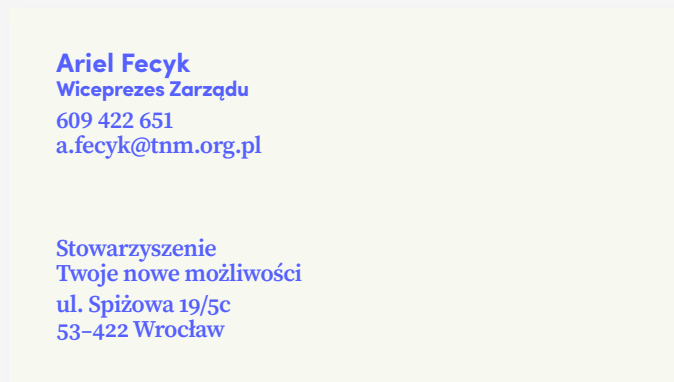 Ariel Fecyk
Wiceprezes Zarządu
609 422 651
a.fecyk@tnm.org.pl
Stowarzyszenie
Twoje nowe możliwości
ul. Spiżowa 19/5c
53–422 Wrocław